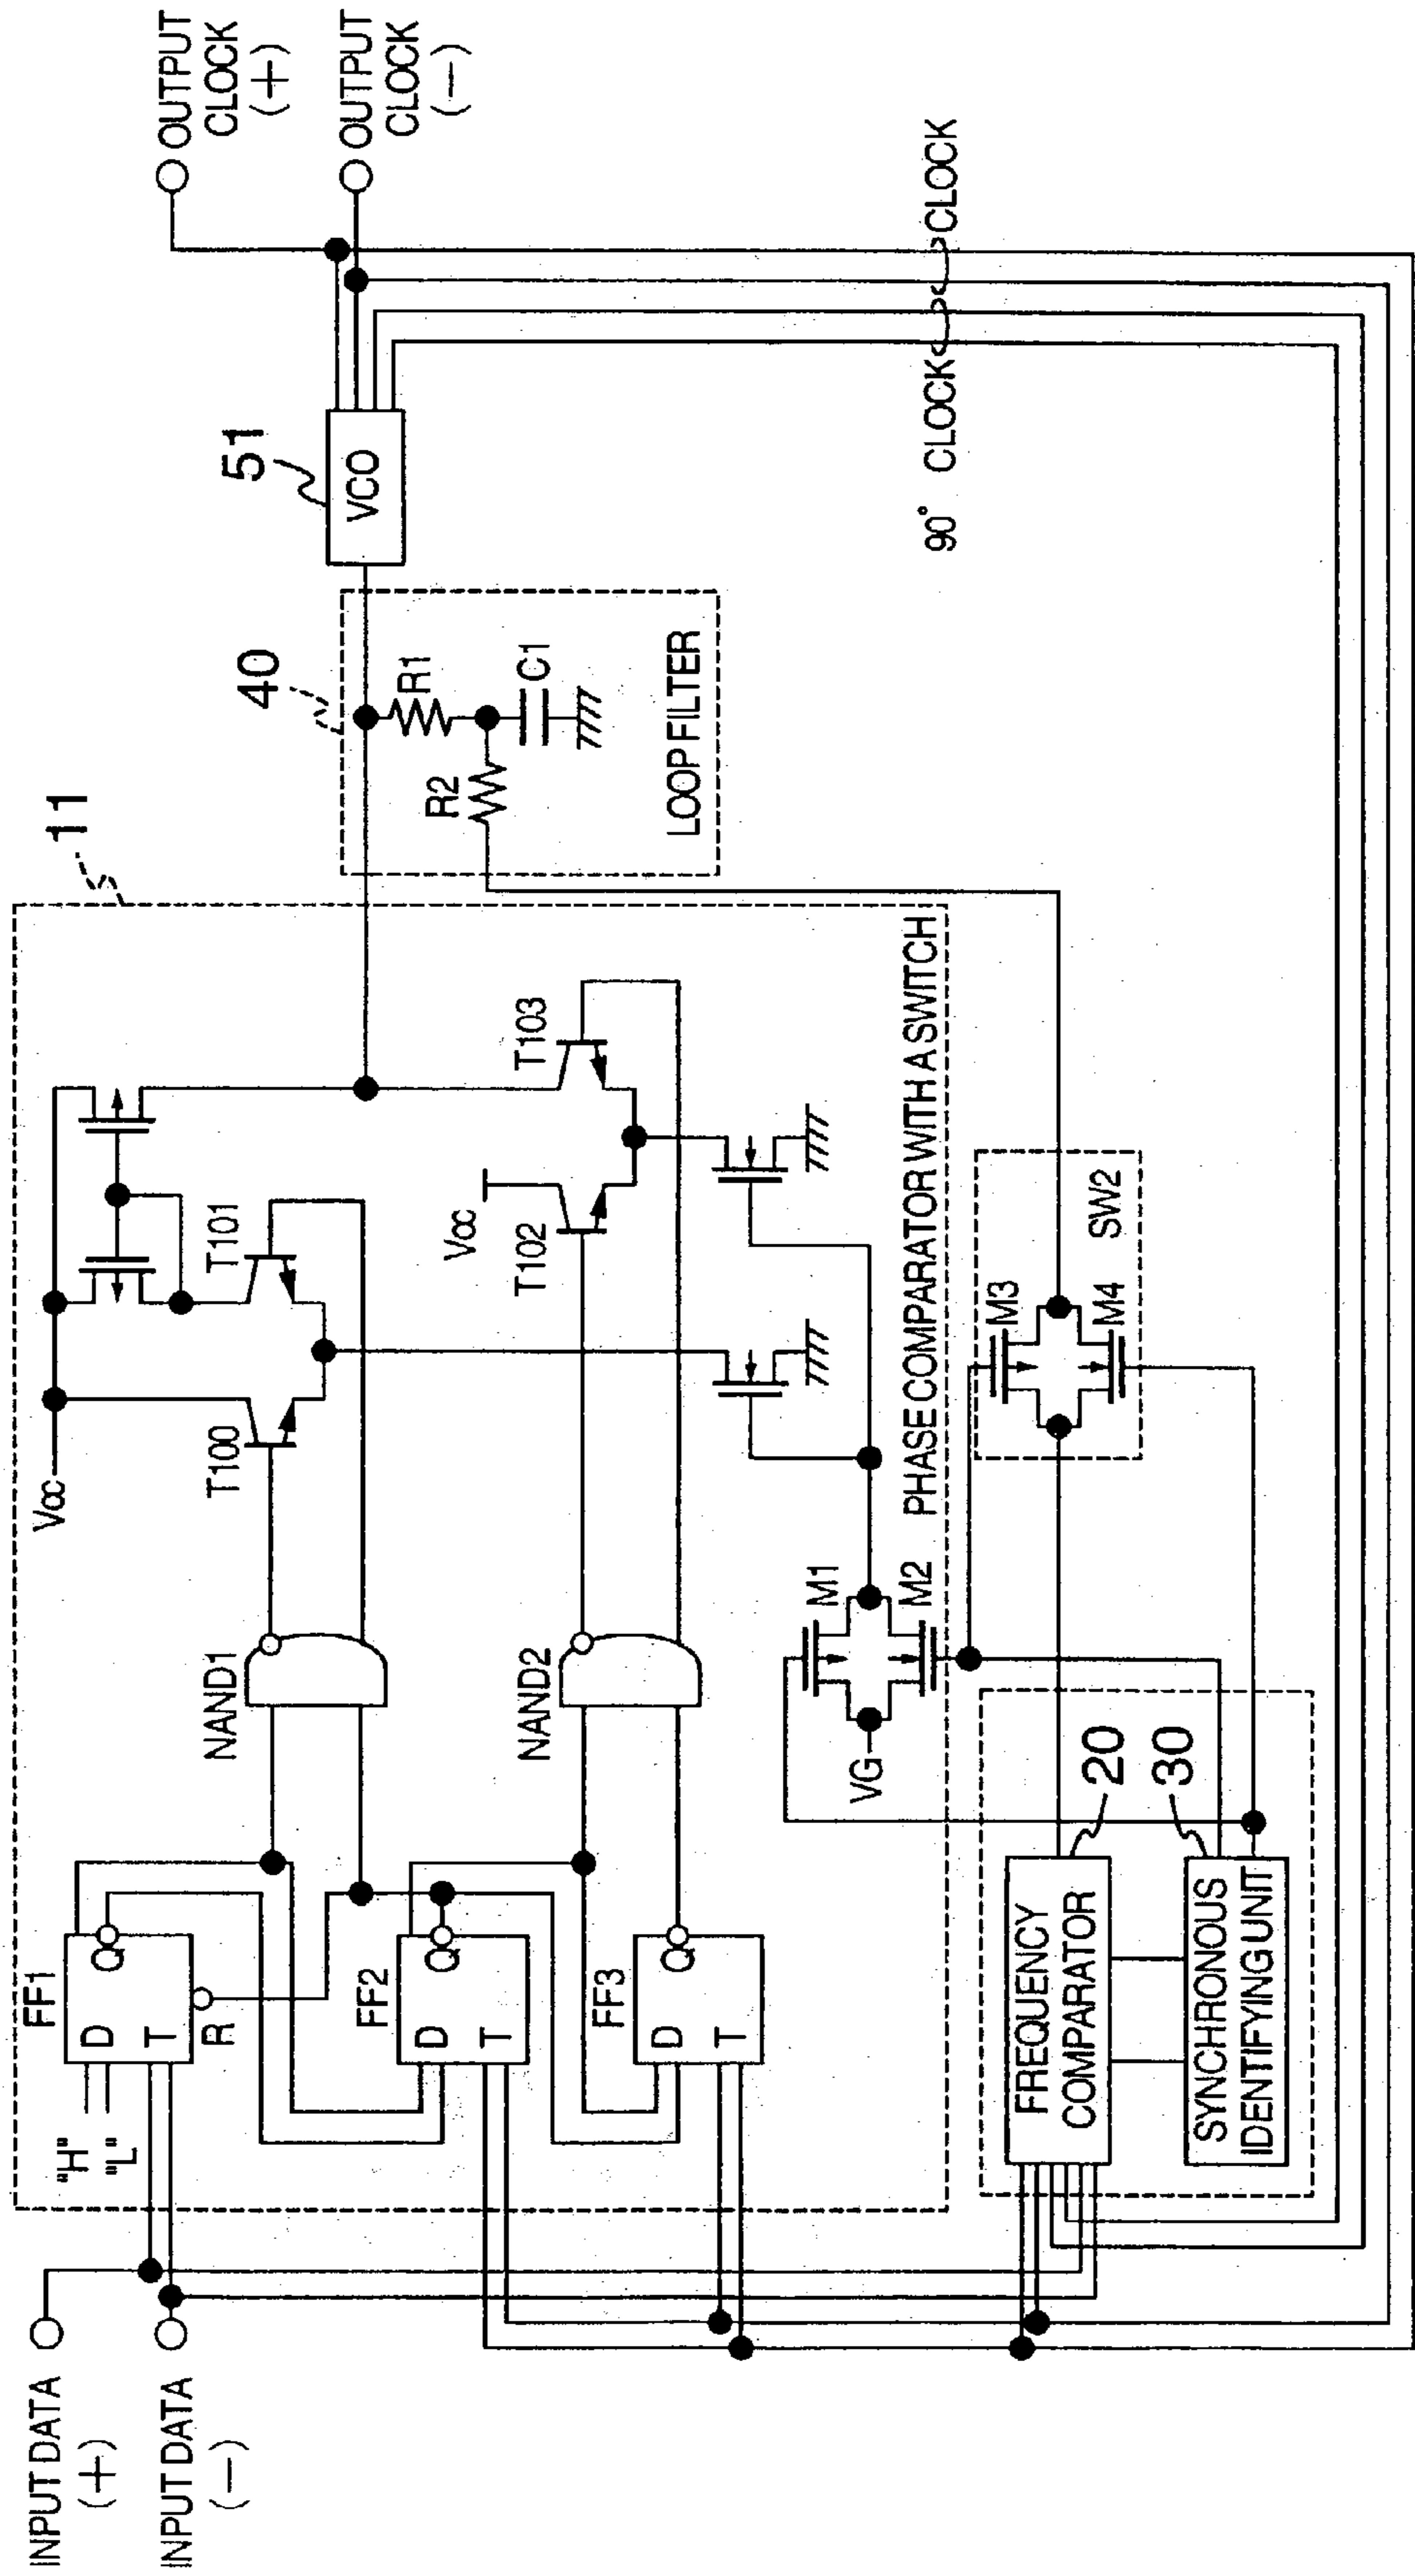 INPUT DATA
(+)
INPUT DATA
(−)
"H"
"L"
FF1
D
Q
T
R
FF2
D
Q
T
FF3
D
Q
T
NAND1
NAND2
Vcc
T100
T101
Vcc
T102
T103
VG
M1
M2
PHASE COMPARATOR WITH A SWITCH
11
40
R1
R2
C1
LOOP FILTER
51
VCO
OUTPUT
CLOCK
(+)
OUTPUT
CLOCK
(−)
90° CLOCK
CLOCK
FREQUENCY
COMPARATOR
20
SYNCHRONOUS
IDENTIFYING UNIT
30
M3
M4
SW2